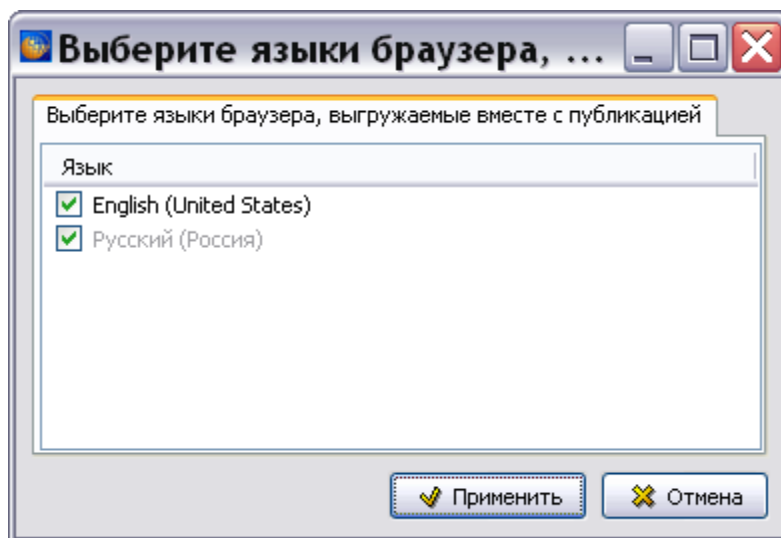 Выберите языки браузера, ...
Выберите языки браузера, выгружаемые вместе с публикацией
Язык
English (United States)
Русский (Россия)
Применить
Отмена